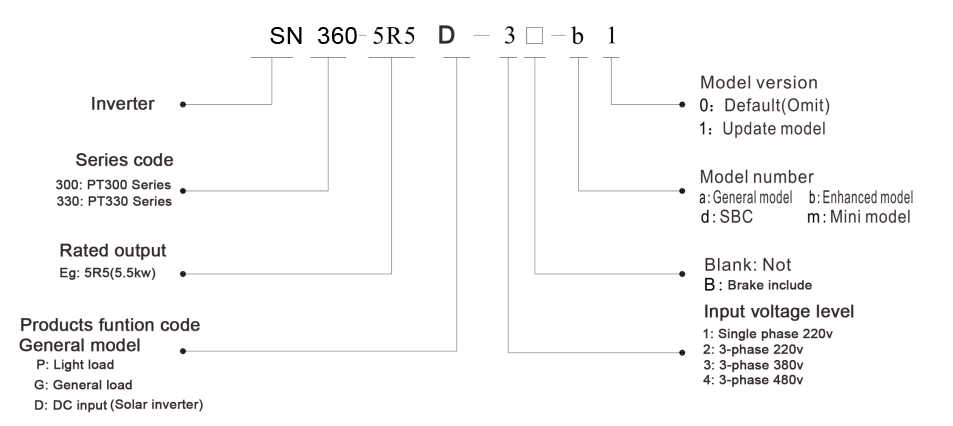 SN 360-5R5 D - 3□-b 1
Inverter
Series code
300: PT300 Series
330: PT330 Series
Rated output
Eg: 5R5(5.5kw)
Products funtion code
General model
P: Light load
G: General load
D: DC input (Solar inverter)
Model version
0: Default(Omit)
1: Update model
Model number
a: General model b: Enhanced model
d: SBC m: Mini model
Blank: Not
B: Brake include
Input voltage level
1: Single phase 220v
2: 3-phase 220v
3: 3-phase 380v
4: 3-phase 480v